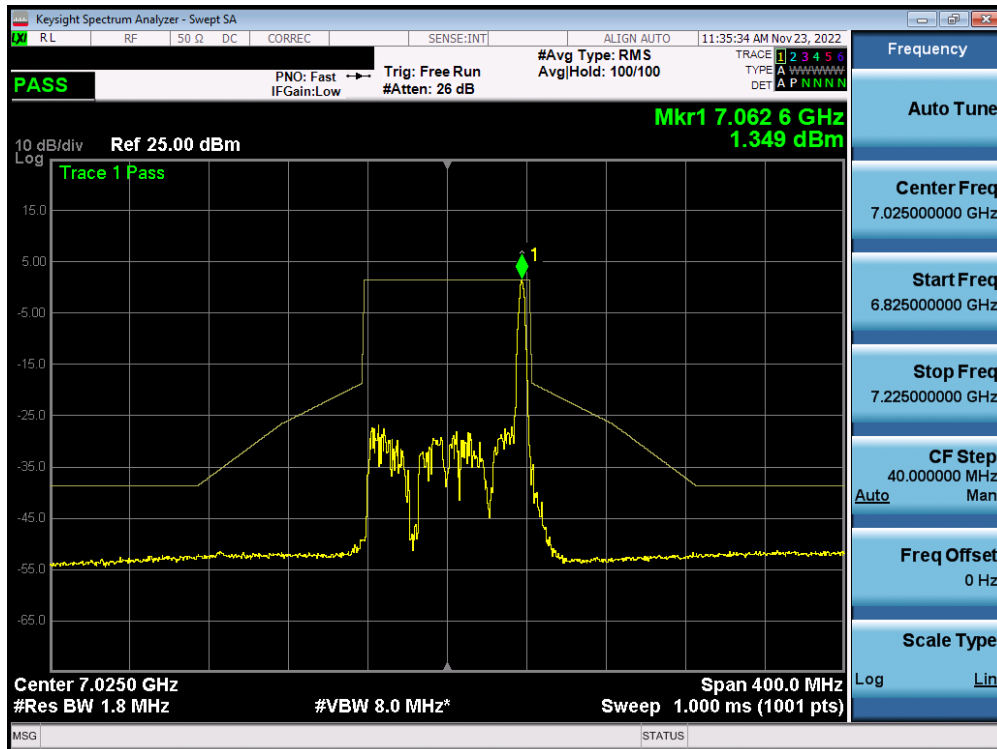 Keysight Spectrum Analyzer - Swept SA
LXI RL RF 50 Ω DC CORREC SENSE:INT ALIGN AUTO 11:35:34 AM Nov 23, 2022
PASS
PNO: Fast
IFGain:Low
Trig: Free Run
#Atten: 26 dB
#Avg Type: RMS
Avg|Hold: 100/100
TRACE 1 2 3 4 5 6
TYPE A WWWWW
DET A P N N N N
Mkr1 7.062 6 GHz
1.349 dBm
10 dB/div Ref 25.00 dBm
Log
Trace 1 Pass
15.0
5.00
1
-5.00
-15.0
-25.0
-35.0
-45.0
-55.0
-65.0
Center 7.0250 GHz Span 400.0 MHz
#Res BW 1.8 MHz #VBW 8.0 MHz* Sweep 1.000 ms (1001 pts)
MSG STATUS
Frequency
Auto Tune
Center Freq
7.025000000 GHz
Start Freq
6.825000000 GHz
Stop Freq
7.225000000 GHz
CF Step
40.000000 MHz
Auto Man
Freq Offset
0 Hz
Scale Type
Log Lin